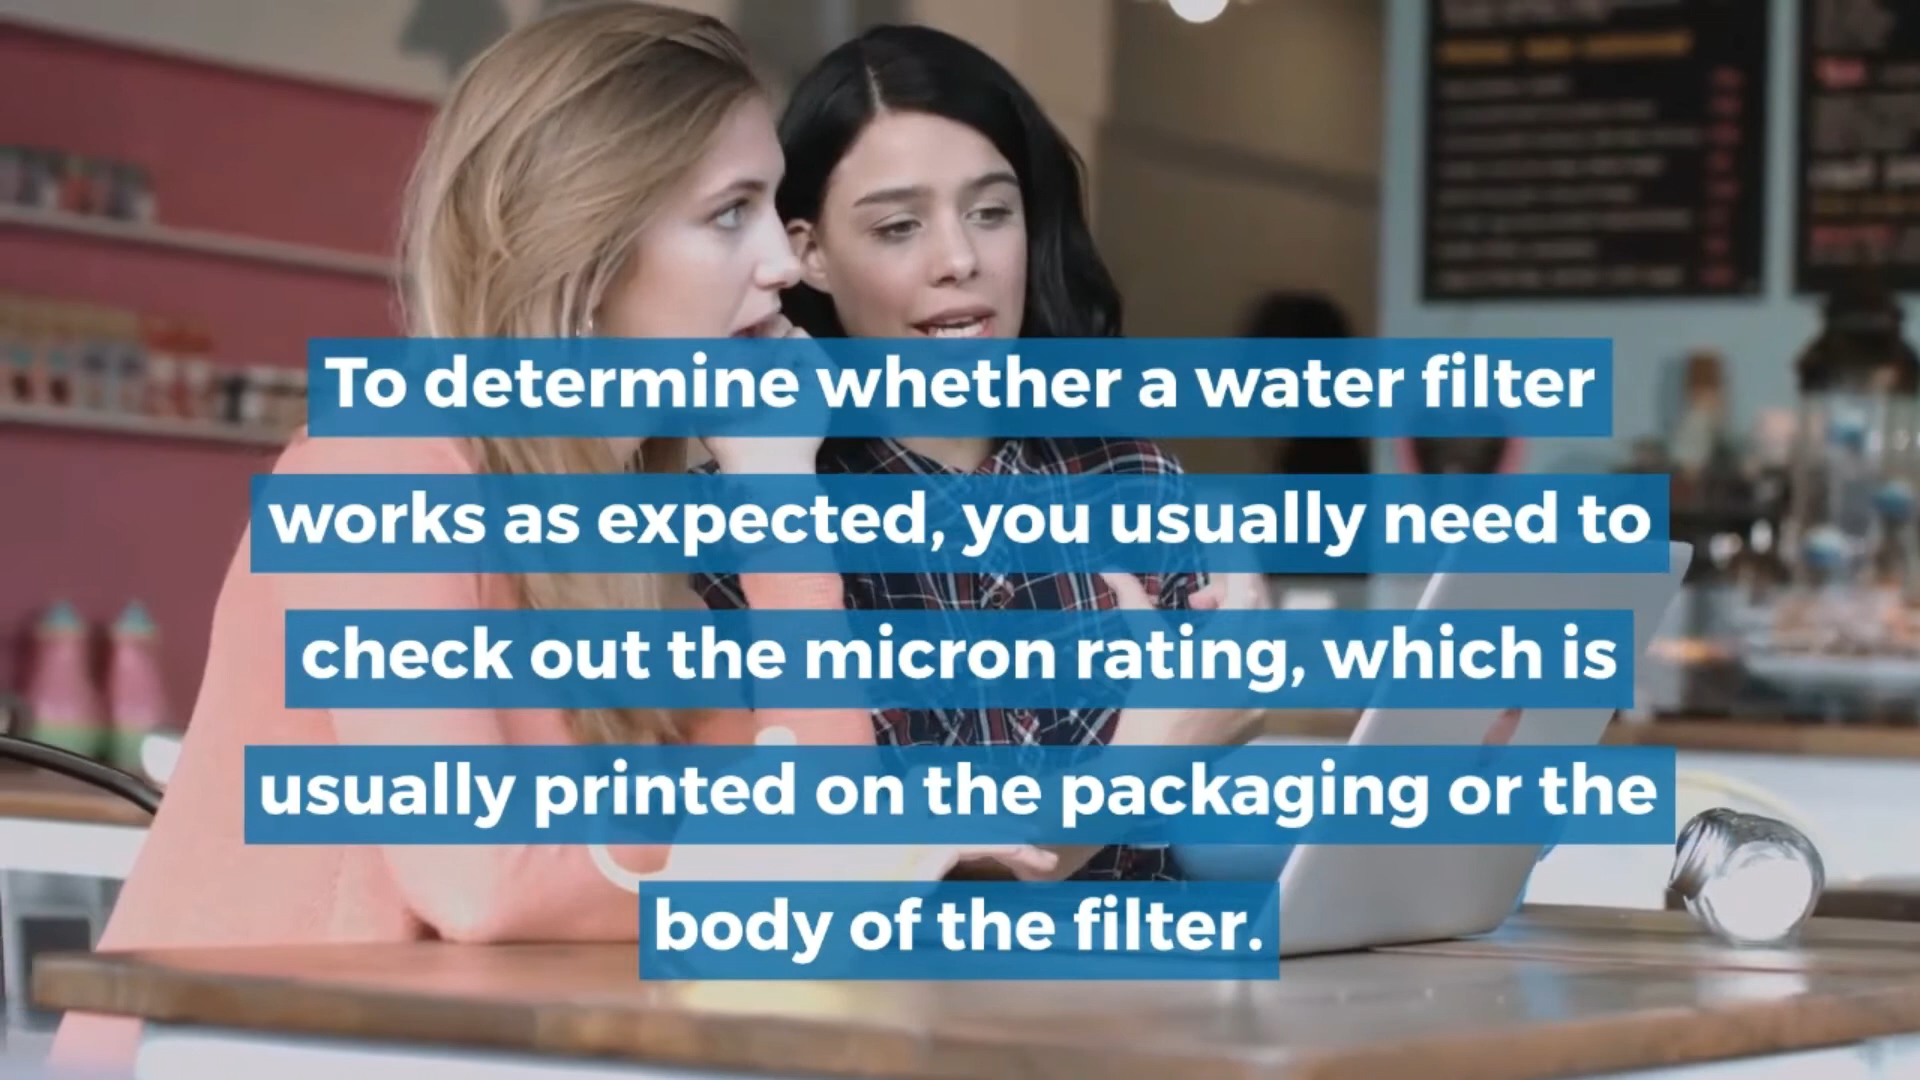 To determine whether a water filter
works as expected, you usually need to
check out the micron rating, which is
usually printed on the packaging or the
body of the filter.